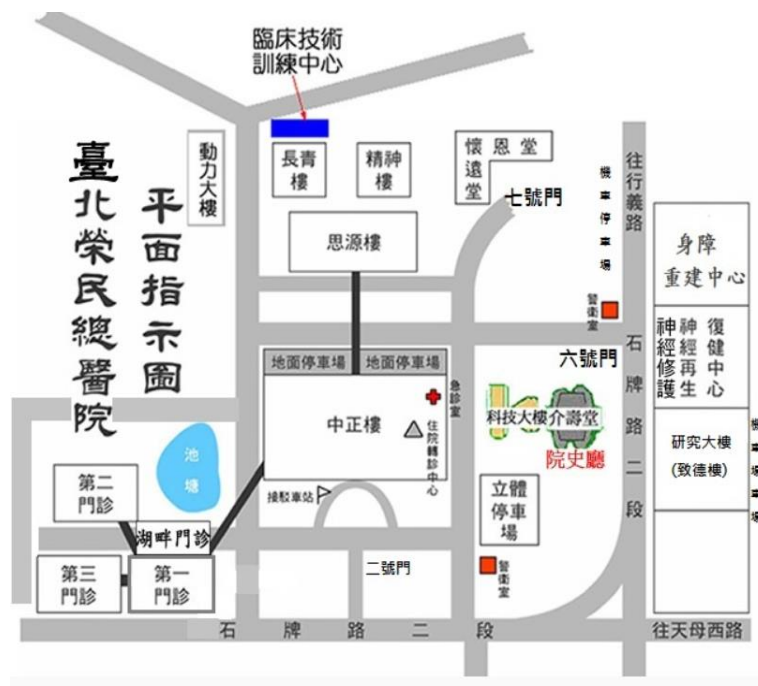 臨床技術
訓練中心
臺北榮民總醫院
平面指示圖
動力大樓
長青
樓
精神
樓
懷恩堂
懷遠堂
七號門
機車停車場
往行義路
思源樓
身障
重建中心
警衛室
神經修護
神經再生
復健中心
六號門
石牌路二段
地面停車場
地面停車場
急診室
中正樓
住院轉診中心
科技大樓
介壽堂
院史廳
研究大樓
(致德樓)
池塘
第二
門診
接駁車站
立體
停車
場
湖畔門診
第三
門診
第一
門診
二號門
警衛室
石牌路二段
往天母西路